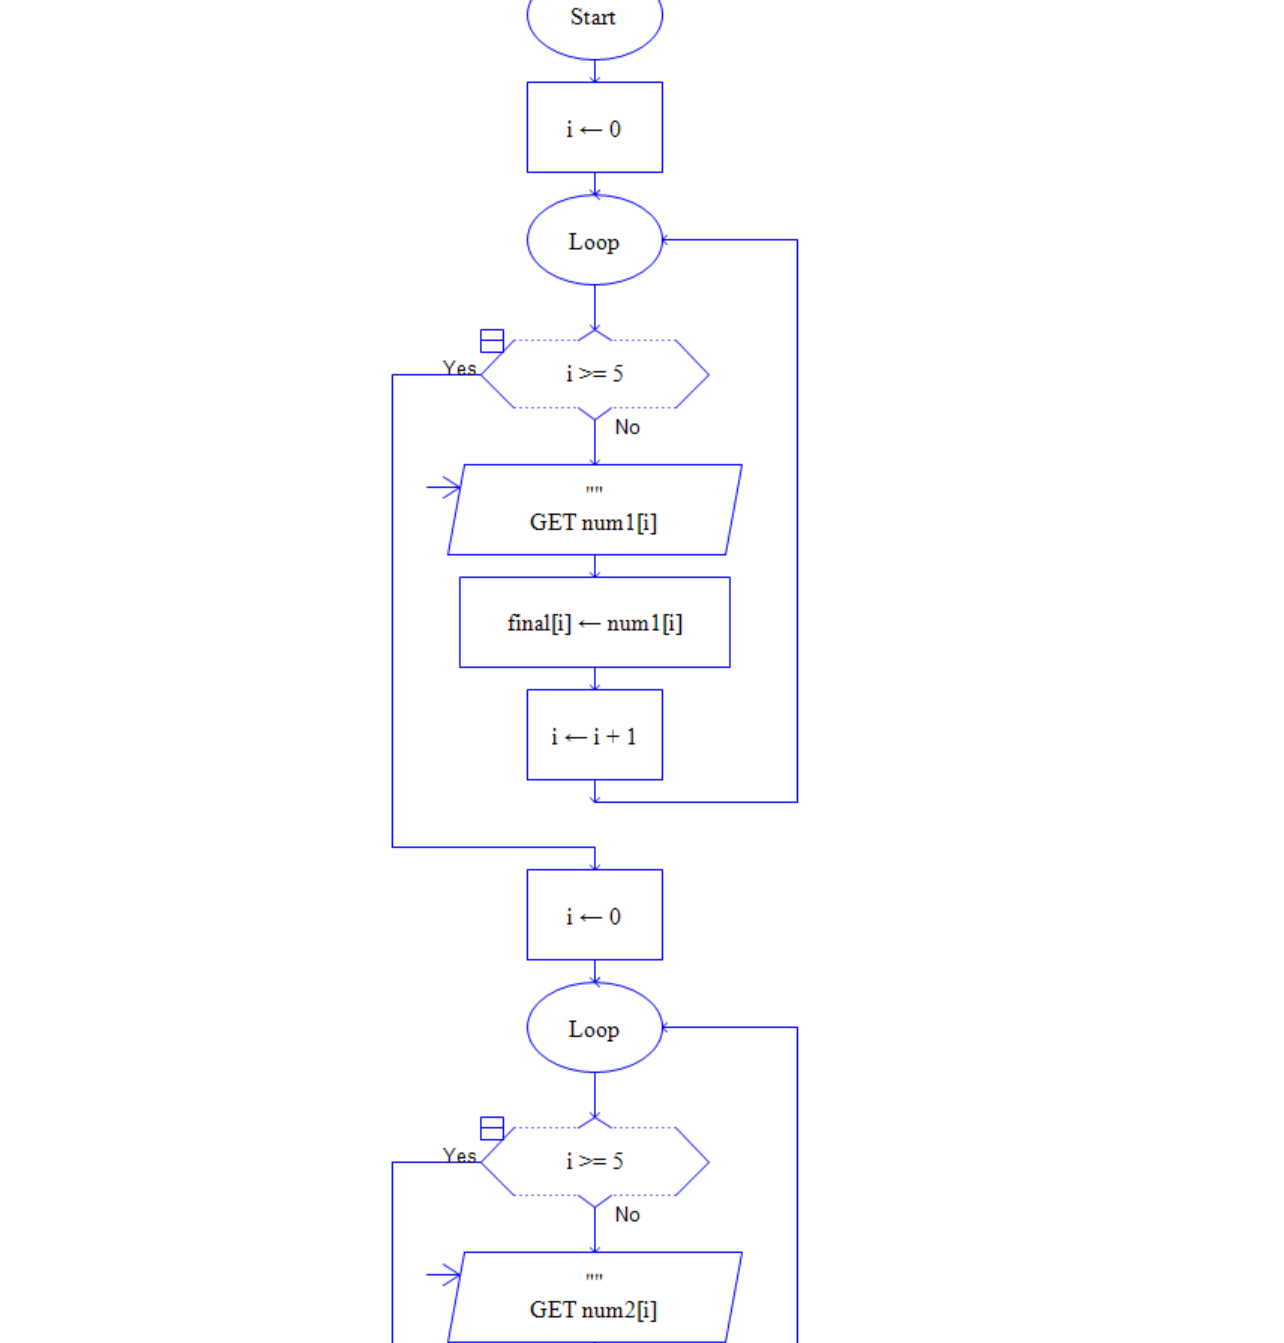 Start
i ← 0
Loop
i >= 5
Yes
No
""
GET num1[i]
final[i] ← num1[i]
i ← i + 1
i ← 0
Loop
i >= 5
Yes
No
""
GET num2[i]